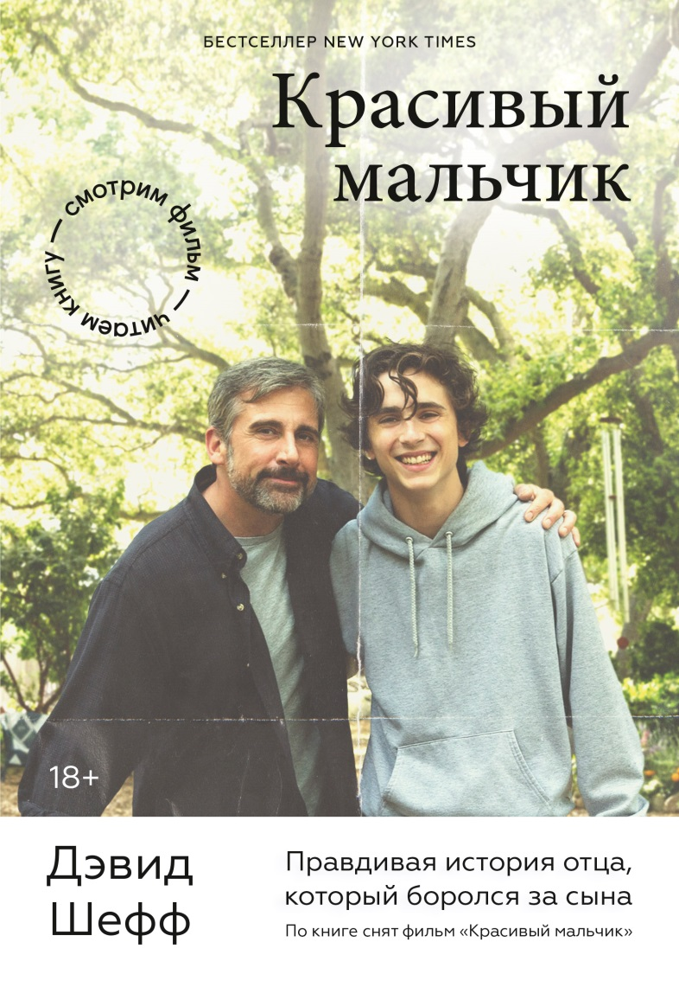 БЕСТСЕЛЛЕР NEW YORK TIMES
Красивый
мальчик
смотрим фильм — читаем книгу —
18+
Дэвид
Шефф
Правдивая история отца,
который боролся за сына
По книге снят фильм «Красивый мальчик»